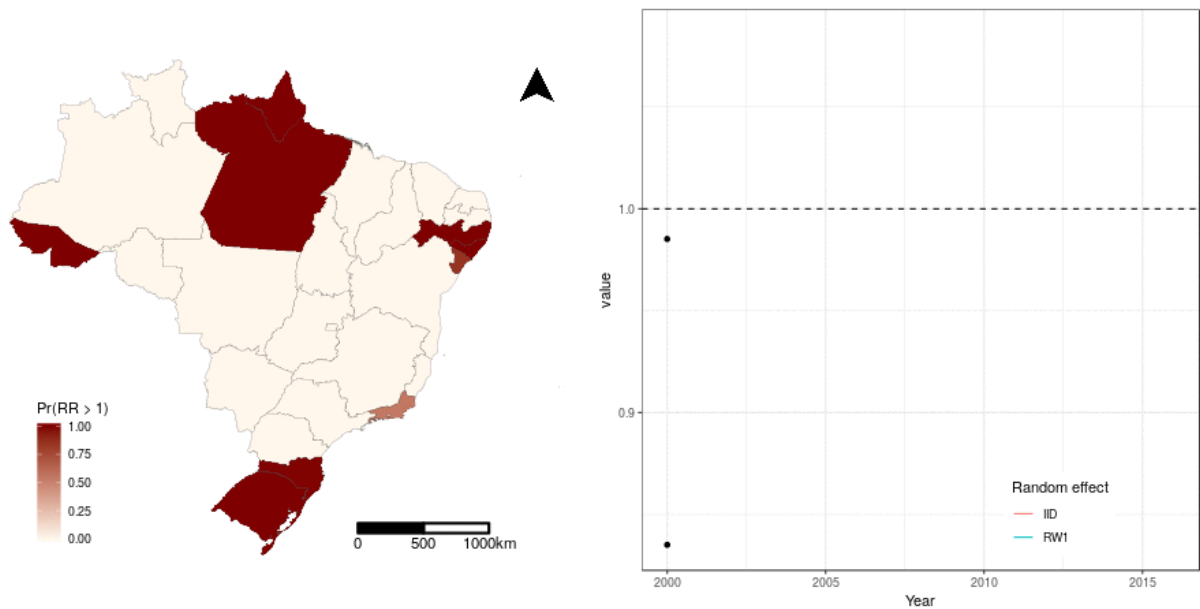 Pr(RR > 1)
1.00
0.75
0.50
0.25
0.00
0 500 1000km
value
1.0
0.9
Random effect
IID
RW1
2000 2005 2010 2015
Year